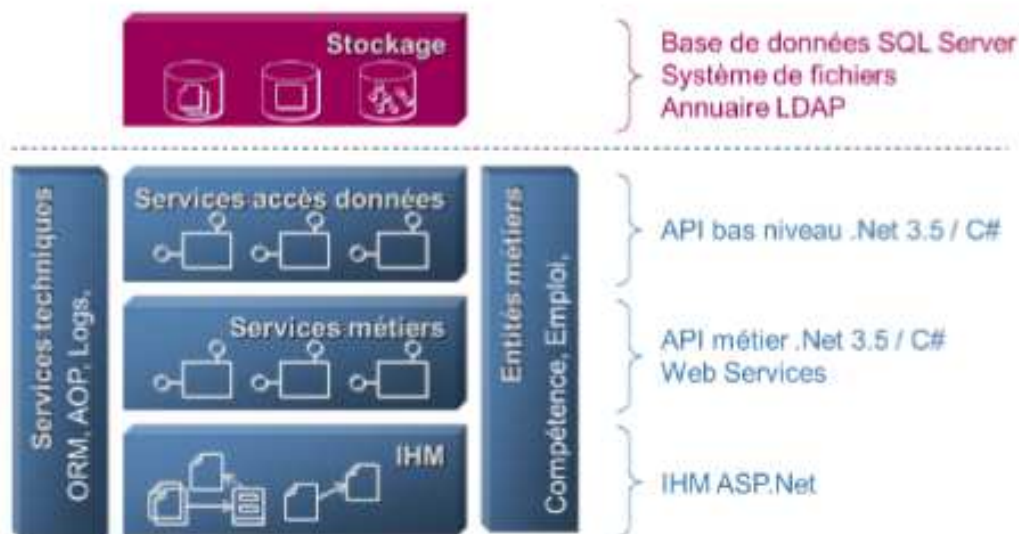 Stockage
Base de données SQL Server
Système de fichiers
Annuaire LDAP
Services techniques
ORM, AOP, Logs,
Services accès données
Entités métiers
Compétence, Emploi,
API bas niveau .Net 3.5 / C#
Services métiers
API métier .Net 3.5 / C#
Web Services
IHM
IHM ASP.Net